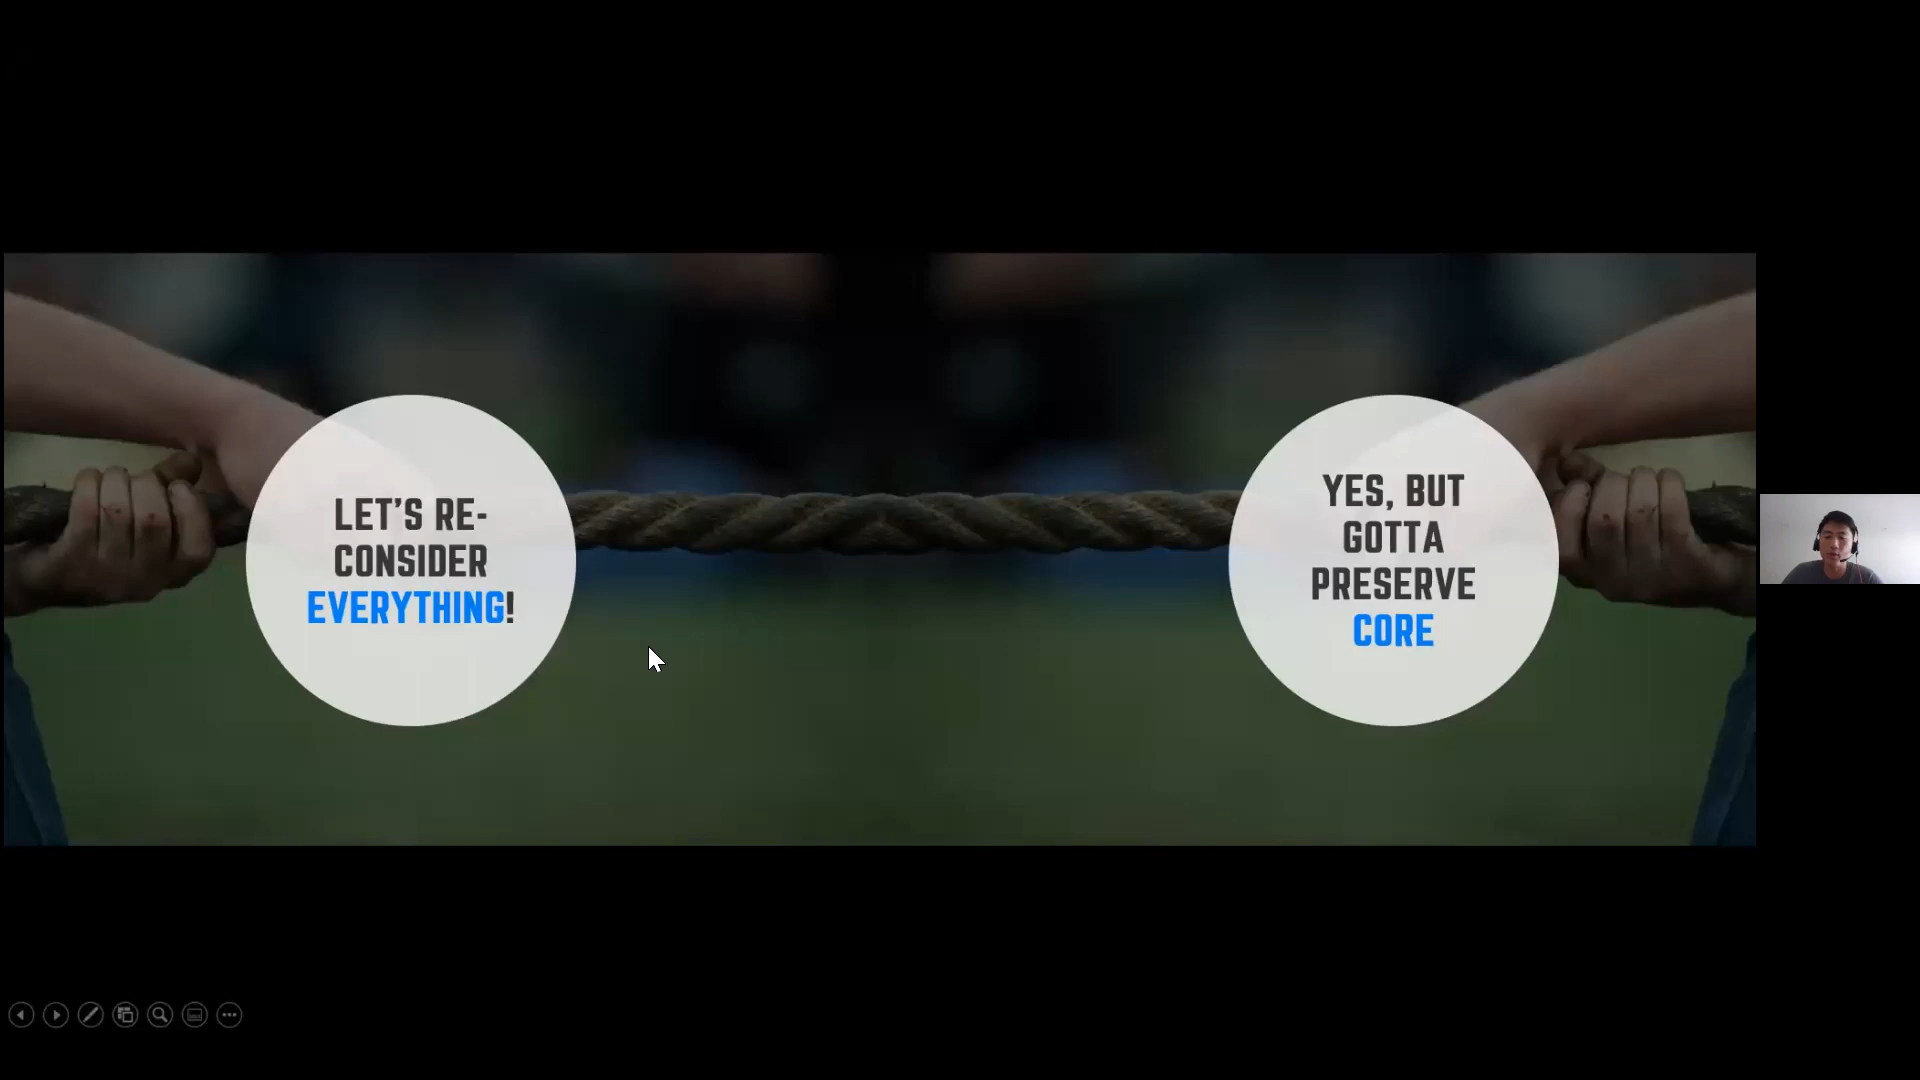 LET'S RE-
CONSIDER
EVERYTHING!
YES, BUT
GOTTA
PRESERVE
CORE